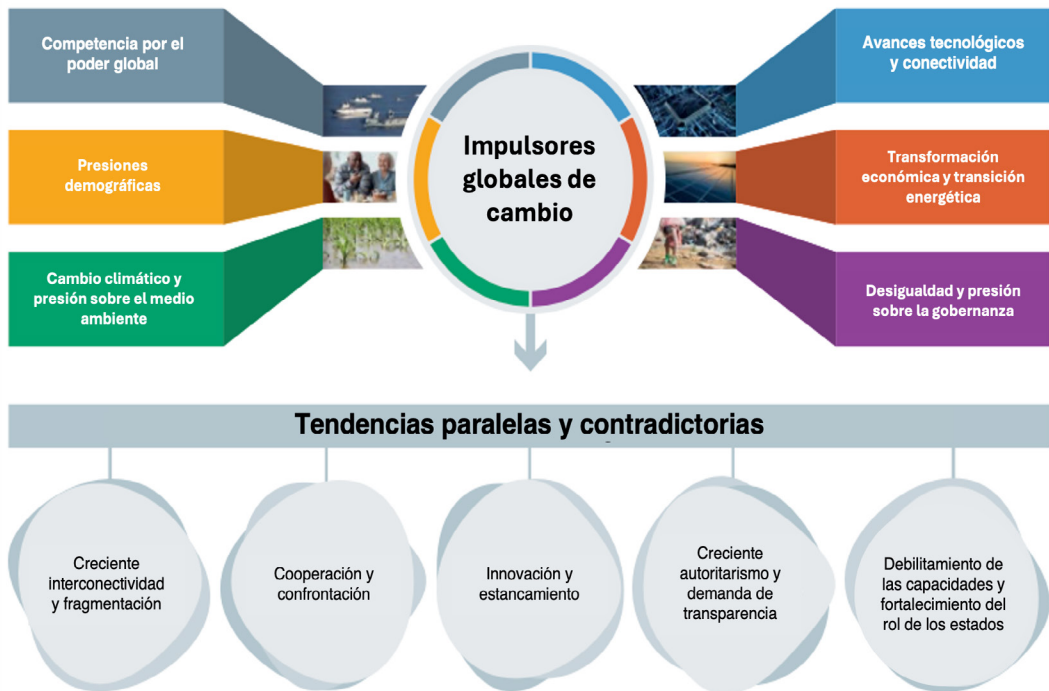 Competencia por el
poder global
Avances tecnológicos
y conectividad
Impulsores
globales de
cambio
Presiones
demográficas
Transformación
económica y transición
energética
Cambio climático y
presión sobre el medio
ambiente
Desigualdad y presión
sobre la gobernanza
Tendencias paralelas y contradictorias
Creciente
interconectividad
y fragmentación
Cooperación y
confrontación
Innovación y
estancamiento
Creciente
autoritarismo y
demanda de
transparencia
Debilitamiento de
las capacidades y
fortalecimiento del
rol de los estados